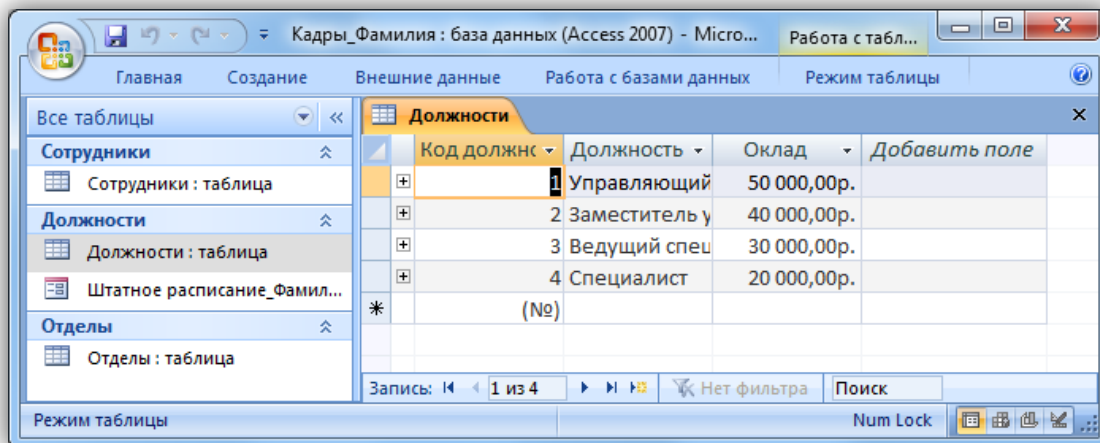 Кадры_Фамилия : база данных (Access 2007) - Micro...
Работа с табл...
Главная Создание Внешние данные Работа с базами данных Режим таблицы
Все таблицы
Сотрудники
Сотрудники : таблица
Должности
Должности : таблица
Штатное расписание_Фамил...
Отделы
Отделы : таблица
Должности
Код должнс Должность Оклад Добавить поле
1 Управляющий 50 000,00р.
2 Заместитель у 40 000,00р.
3 Ведущий спец 30 000,00р.
4 Специалист 20 000,00р.
(№)
Запись: 1 из 4 Нет фильтра Поиск
Режим таблицы Num Lock